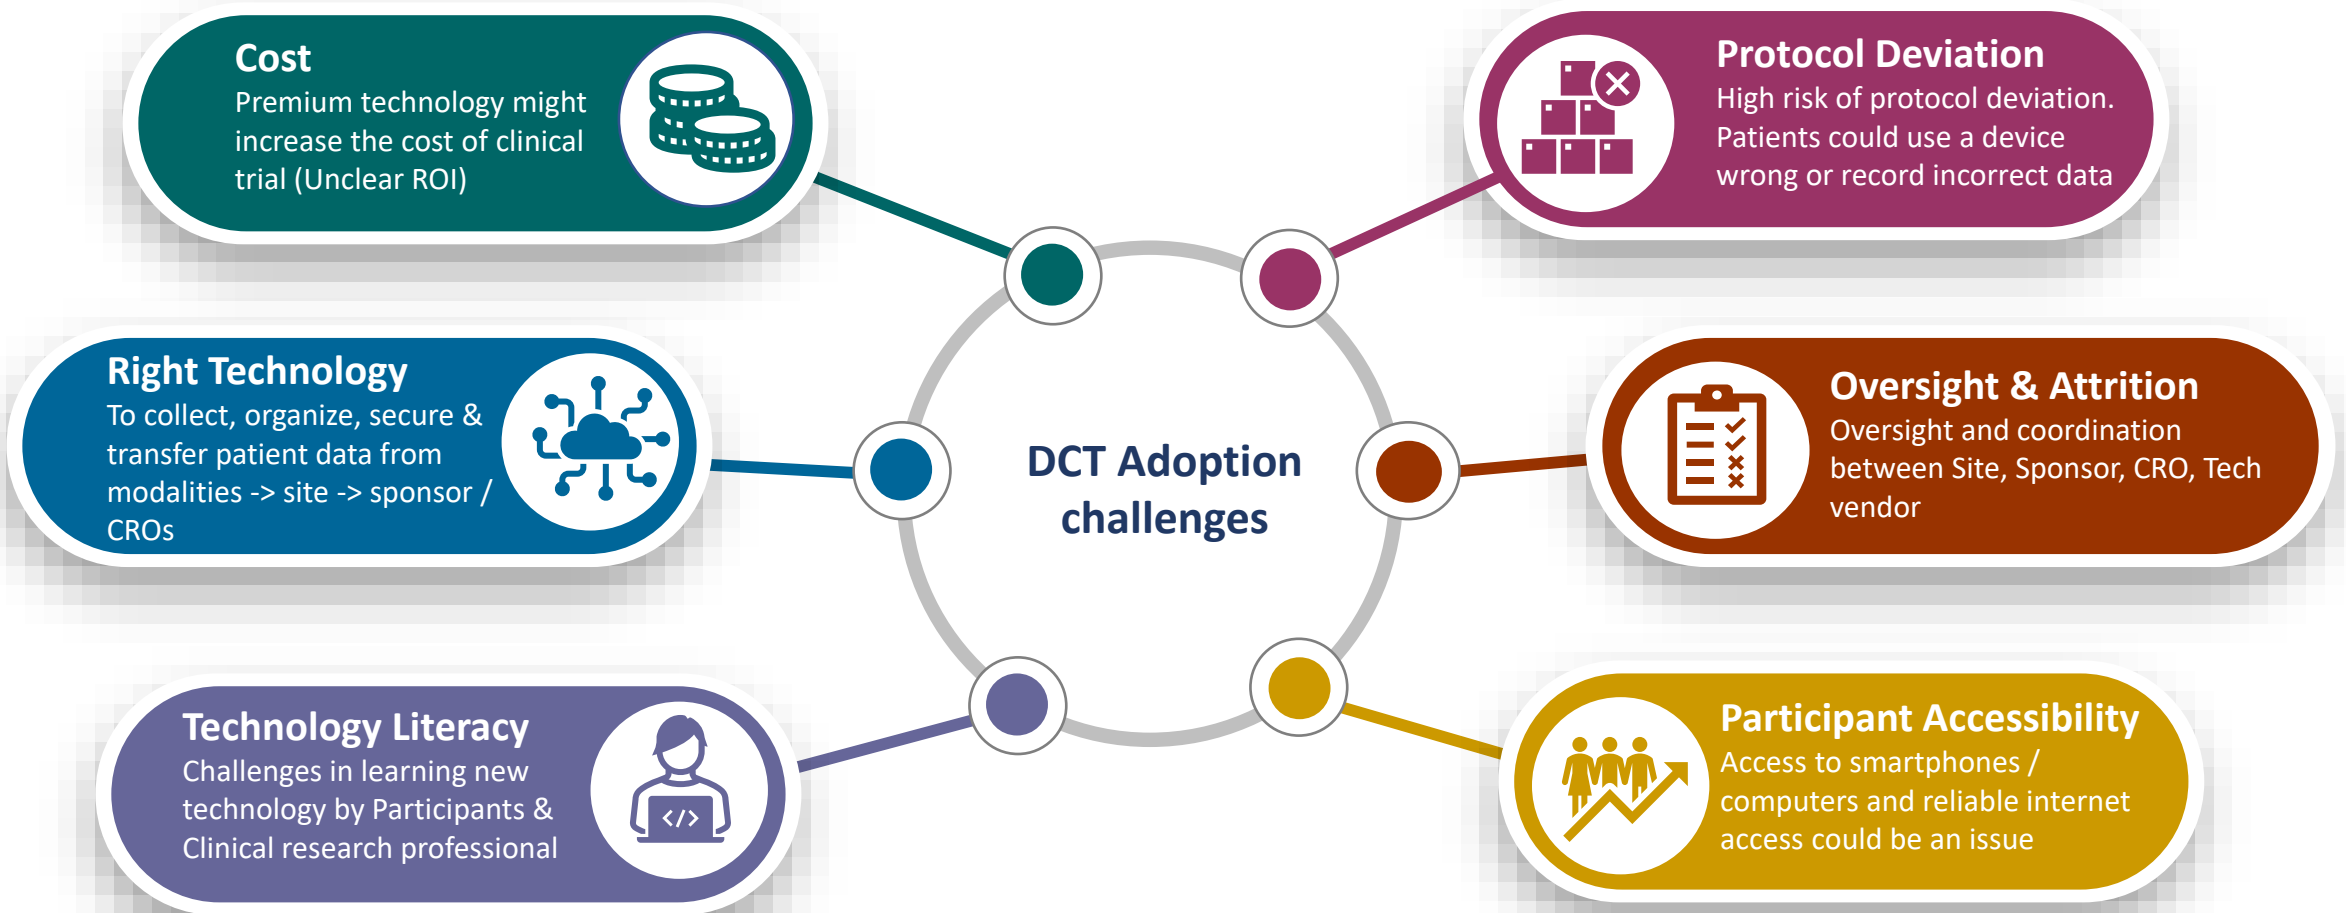 Cost
Premium technology might
increase the cost of clinical
trial (Unclear ROI)
Protocol Deviation
High risk of protocol deviation.
Patients could use a device
wrong or record incorrect data
Right Technology
To collect, organize, secure &
transfer patient data from
modalities -> site -> sponsor /
CROs
DCT Adoption
challenges
Oversight & Attrition
Oversight and coordination
between Site, Sponsor, CRO, Tech
vendor
Technology Literacy
Challenges in learning new
technology by Participants &
Clinical research professional
</>
Participant Accessibility
Access to smartphones /
computers and reliable internet
access could be an issue